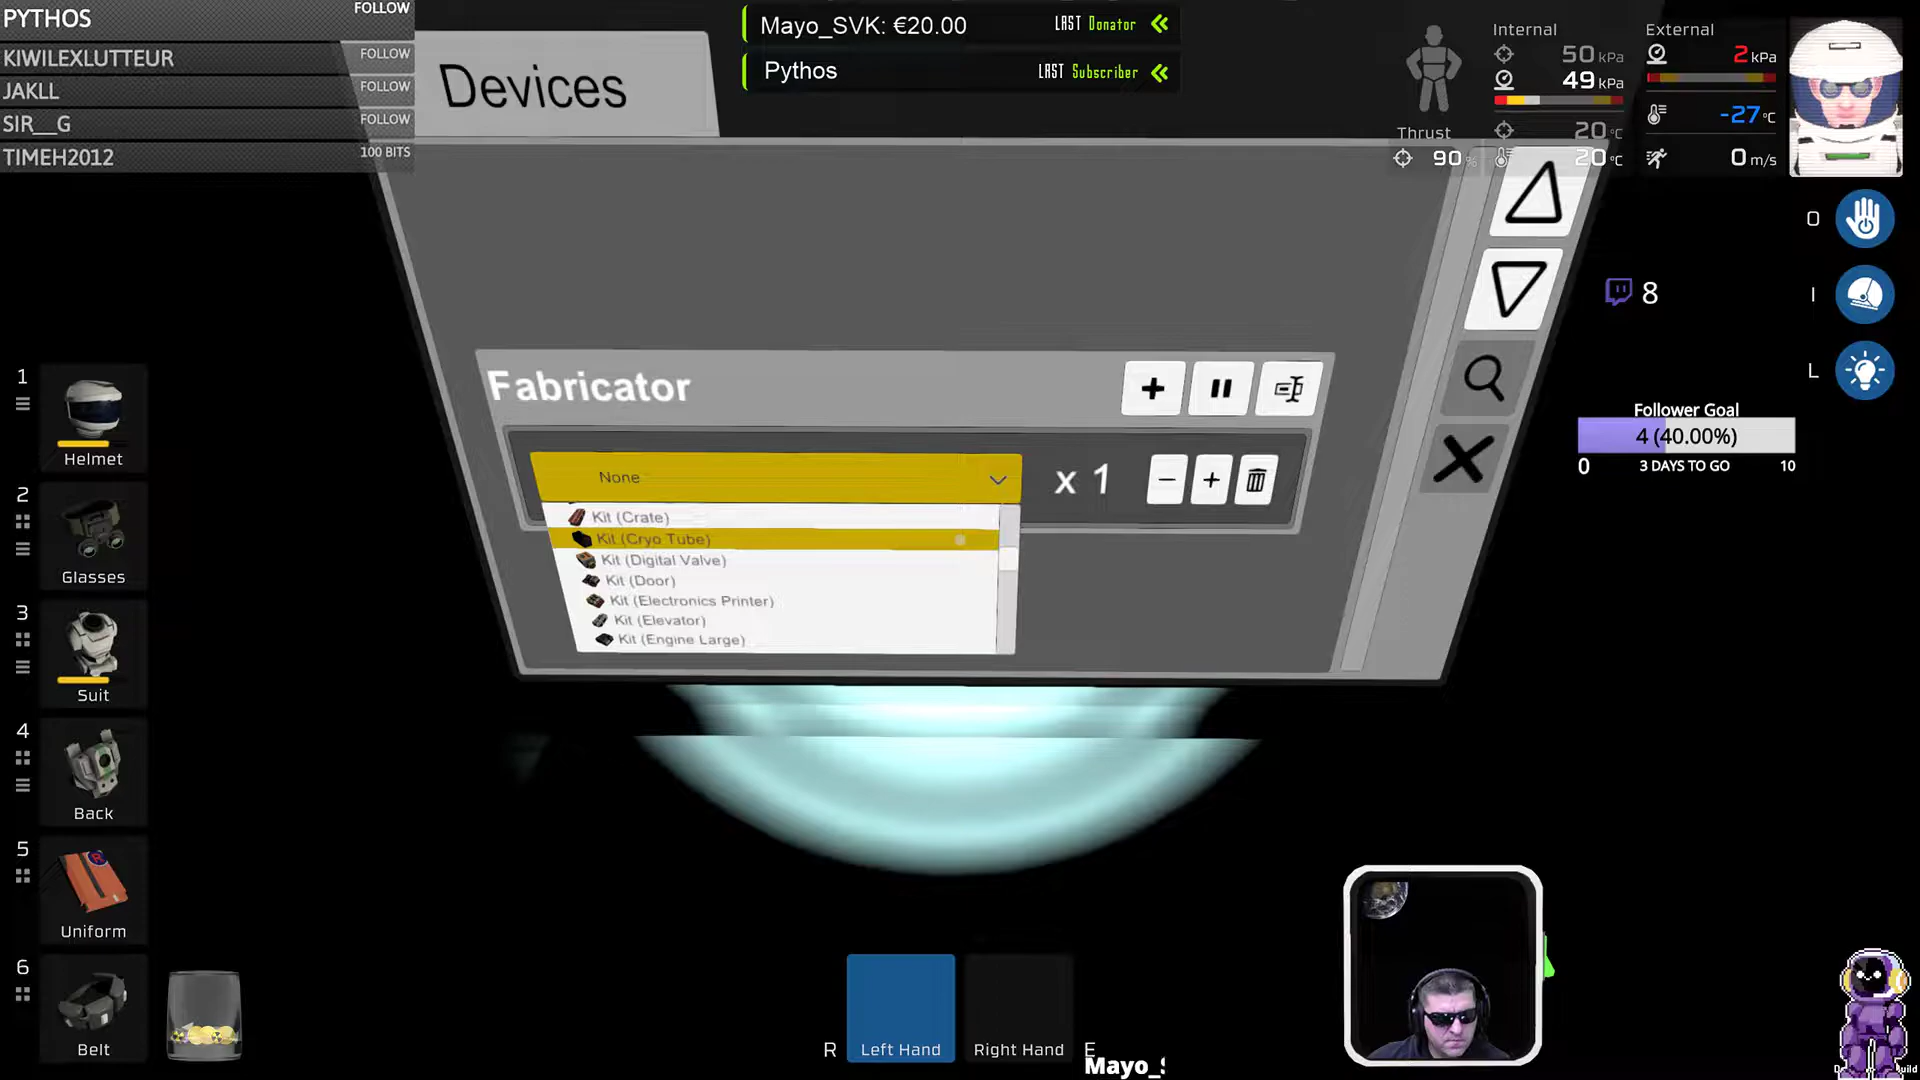 PYTHOS FOLLOW
KIWILEXLUTTEUR FOLLOW
JAKLL FOLLOW
SIR__G FOLLOW
TIMEH2012 100 BITS
Devices
Mayo_SVK: €20.00 LAST Donator
Pythos LAST Subscriber
Internal
50 kPa
49 kPa
20 °C
20 °C
Thrust
90 %
External
2 kPa
-27 °C
0 m/s
O
I
L
8
Follower Goal
4 (40.00%)
0 3 DAYS TO GO 10
Fabricator
None
x 1
Kit (Crate)
Kit (Cryo Tube)
Kit (Digital Valve)
Kit (Door)
Kit (Electronics Printer)
Kit (Elevator)
Kit (Engine Large)
1
Helmet
2
Glasses
3
Suit
4
Back
5
Uniform
6
Belt
R
Left Hand
Right Hand
E
Mayo_